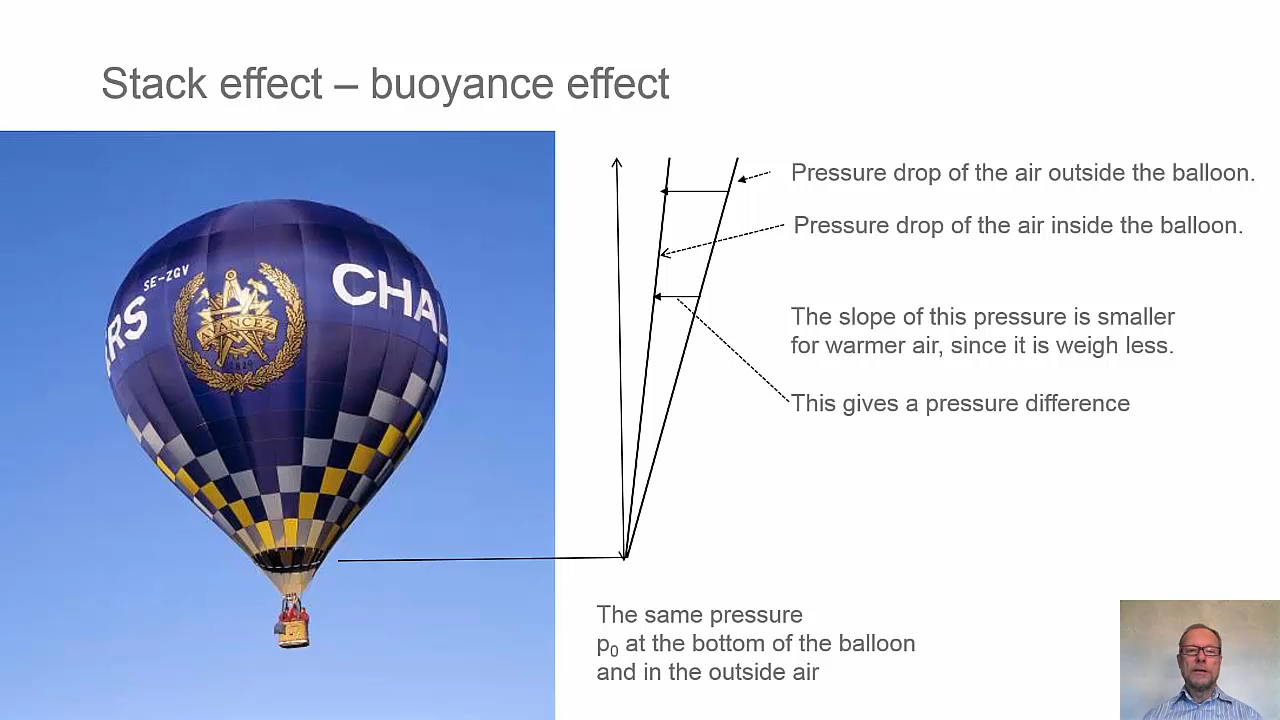 Stack effect – buoyance effect
Pressure drop of the air outside the balloon.
Pressure drop of the air inside the balloon.
The slope of this pressure is smaller
for warmer air, since it is weigh less.
This gives a pressure difference
SE-ZGV
RS
CHAL
AVANCEZ
1829
The same pressure
p₀ at the bottom of the balloon
and in the outside air